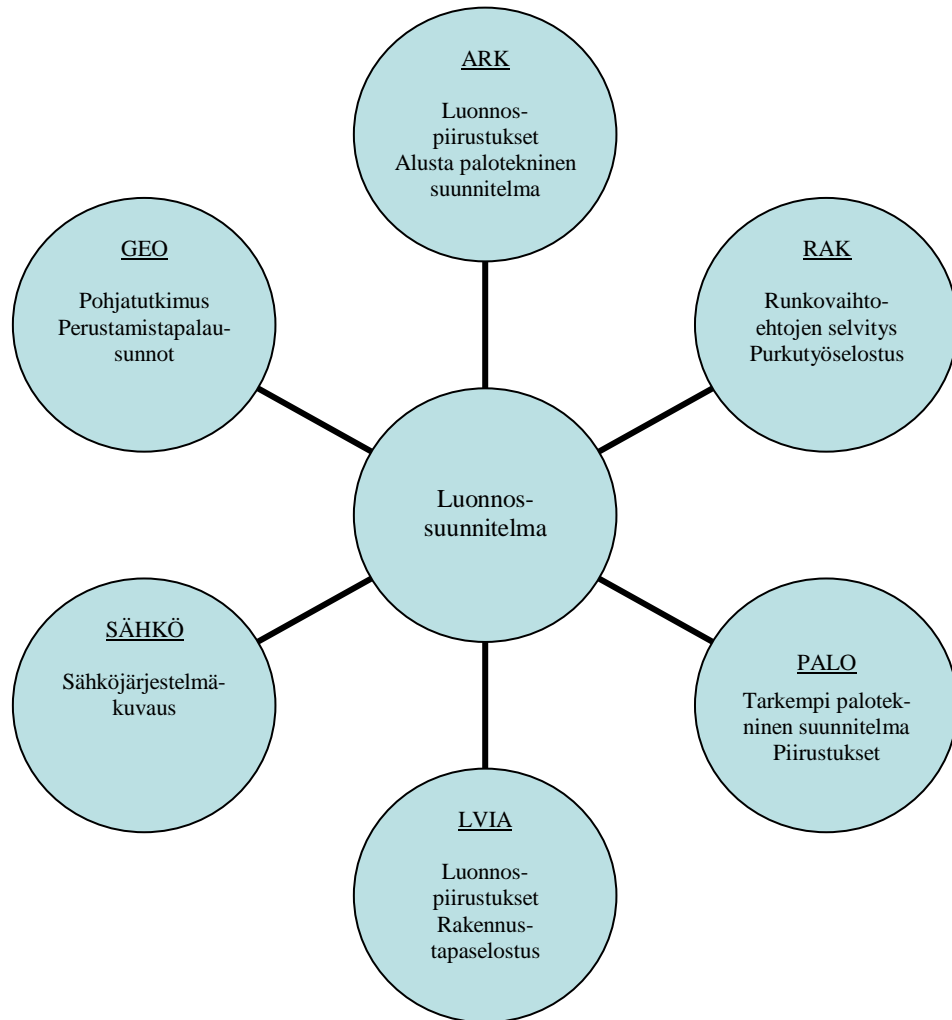 ARK
Luonnos-
piirustukset
Alusta palotekninen
suunnitelma
GEO
Pohjatutkimus
Perustamistapalau-
sunnot
RAK
Runkovaihto-
ehtojen selvitys
Purkutyöselostus
Luonnos-
suunnitelma
SÄHKÖ
Sähköjärjestelmä-
kuvaus
PALO
Tarkempi palotek-
ninen suunnitelma
Piirustukset
LVIA
Luonnos-
piirustukset
Rakennus-
tapaselostus